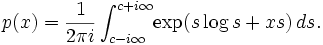 p(x) = \frac{1}{2\pi i} \int_{c-i\infty}^{c+i\infty} \exp(s \log s + xs)\, ds.